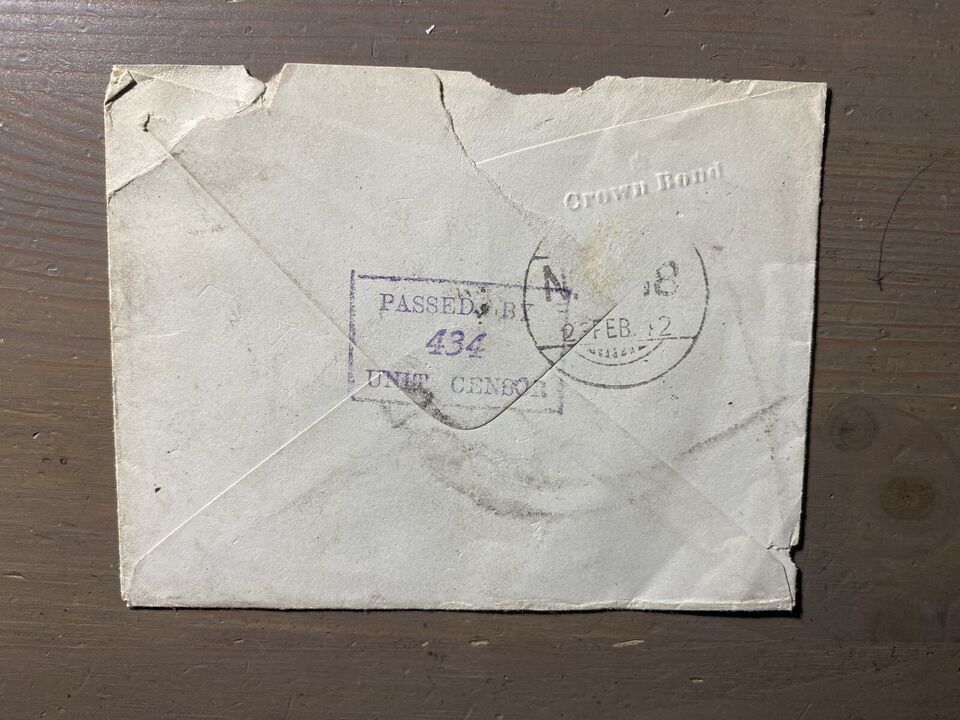 Crown Bond
PASSED BY
434
UNIT CENSOR
FEB.